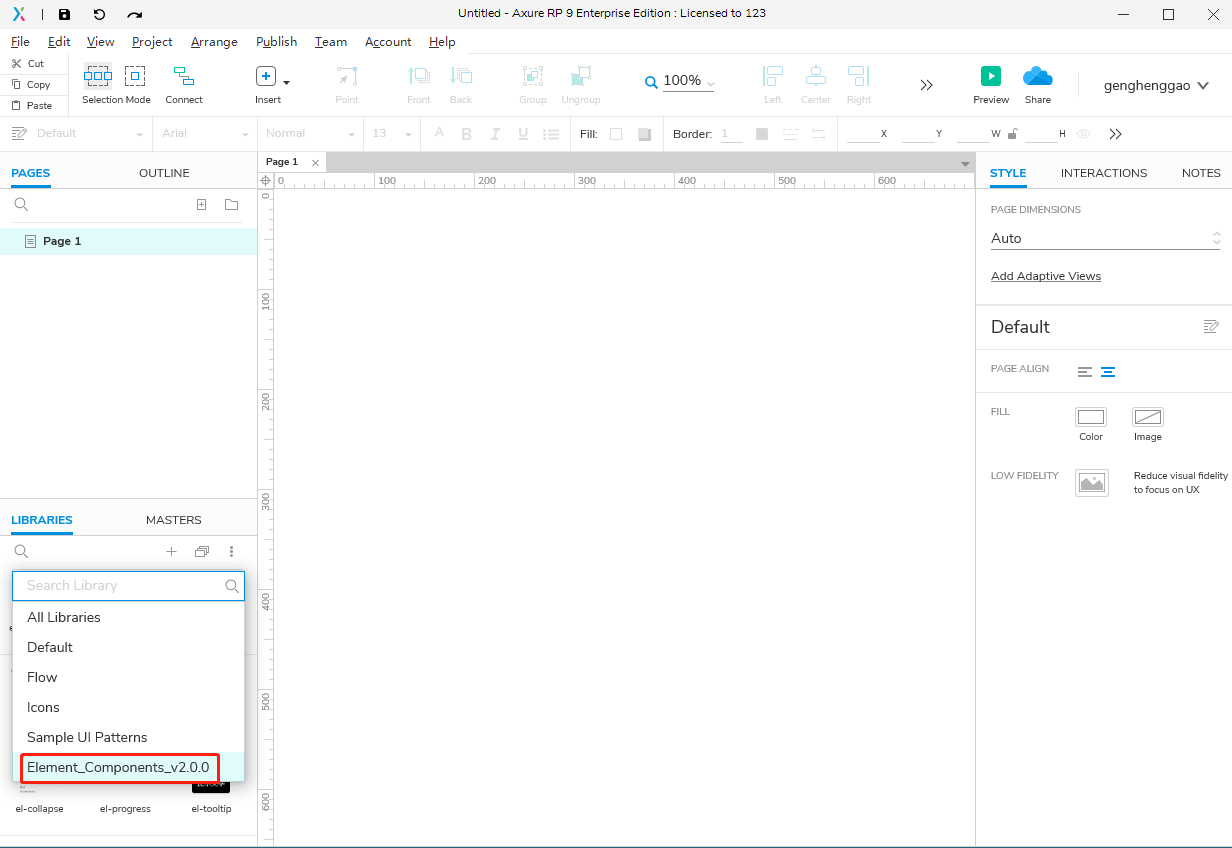 Untitled - Axure RP 9 Enterprise Edition : Licensed to 123
File Edit View Project Arrange Publish Team Account Help
Cut
Copy
Paste
Selection Mode
Connect
Insert
Point
Front
Back
Group
Ungroup
100%
Left
Center
Right
Preview
Share
genghenggao
Default
Arial
Normal
13
Fill:
Border:
1
X
Y
W
H
PAGES
OUTLINE
Page 1
Page 1
0 100 200 300 400 500 600
0
100
200
300
400
500
600
LIBRARIES
MASTERS
Search Library
All Libraries
Default
Flow
Icons
Sample UI Patterns
Element_Components_v2.0.0
el-collapse
el-progress
el-tooltip
STYLE
INTERACTIONS
NOTES
PAGE DIMENSIONS
Auto
Add Adaptive Views
Default
PAGE ALIGN
FILL
Color
Image
LOW FIDELITY
Reduce visual fidelity
to focus on UX